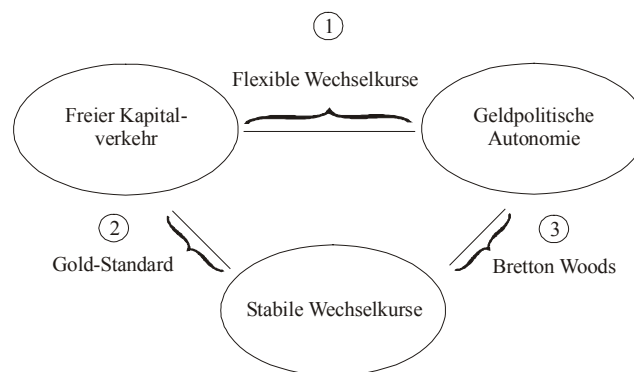 1
Flexible Wechselkurse
Freier Kapital-
verkehr
Geldpolitische
Autonomie
2
Gold-Standard
3
Bretton Woods
Stabile Wechselkurse